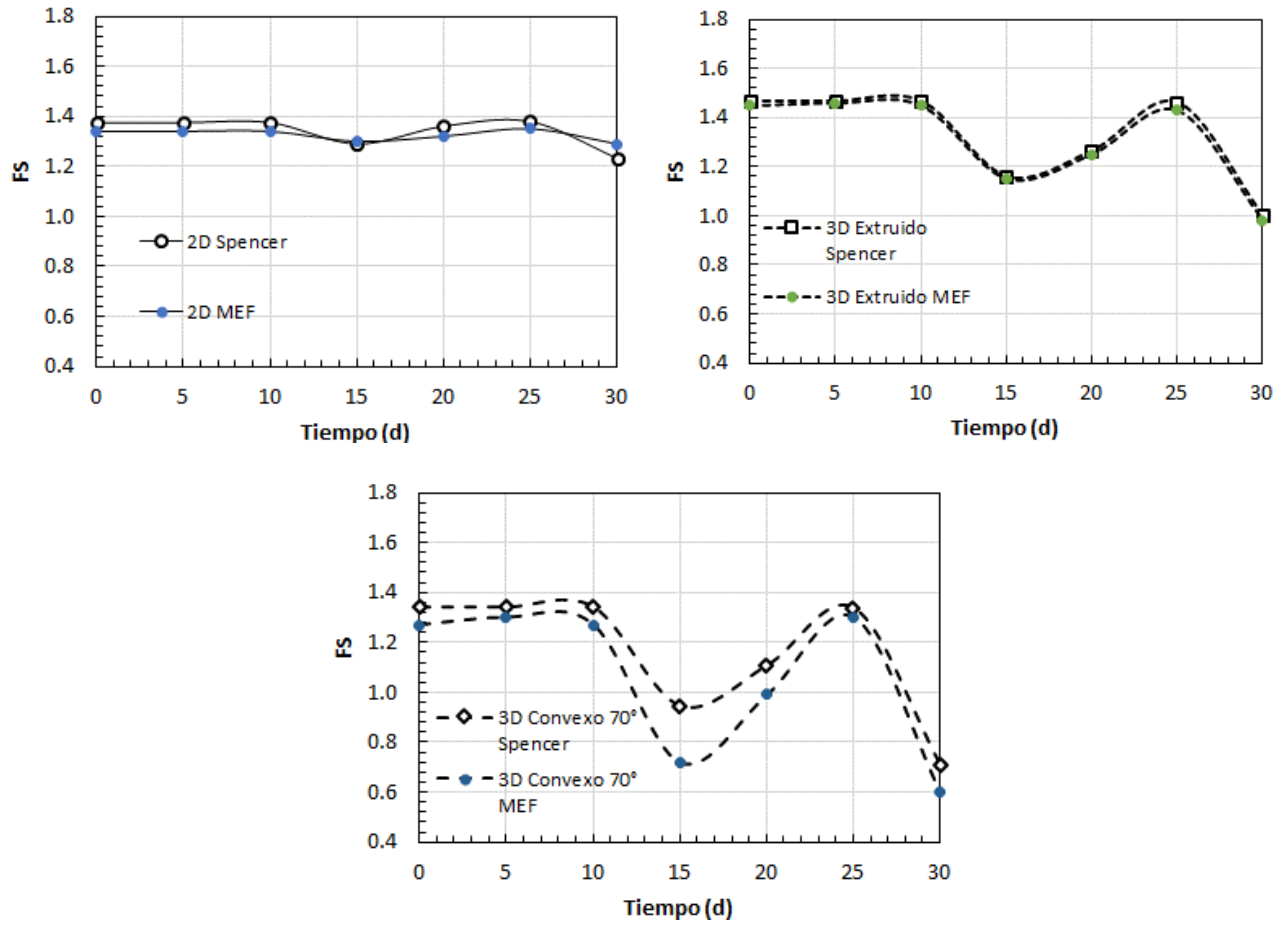 1.8
1.6
1.4
1.2
1.0
0.8
0.6
0.4
FS
2D Spencer
2D MEF
0 5 10 15 20 25 30
Tiempo (d)
1.8
1.6
1.4
1.2
1.0
0.8
0.6
0.4
FS
3D Extruido
Spencer
3D Extruido MEF
0 5 10 15 20 25 30
Tiempo (d)
1.8
1.6
1.4
1.2
1.0
0.8
0.6
0.4
FS
3D Convexo 70°
Spencer
3D Convexo 70°
MEF
0 5 10 15 20 25 30
Tiempo (d)